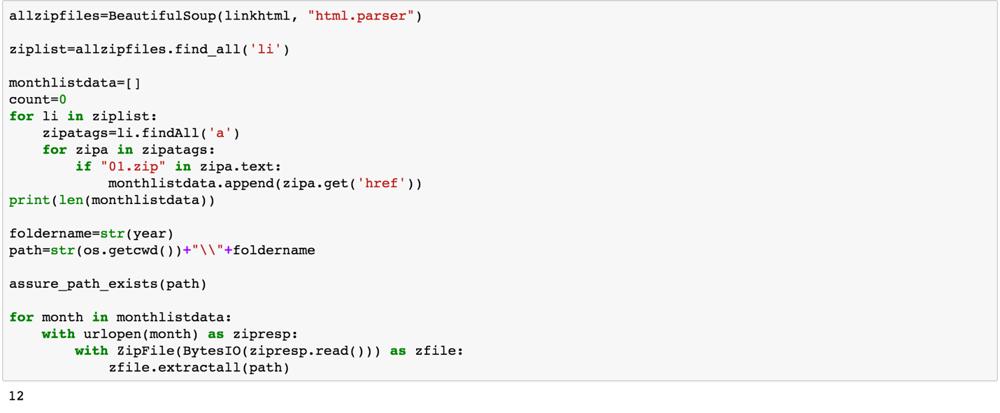 allzipfiles=BeautifulSoup(linkhtml, "html.parser")
ziplist=allzipfiles.find_all('li')
monthlistdata=[]
count=0
for li in ziplist:
    zipatags=li.findAll('a')
    for zipa in zipatags:
        if "01.zip" in zipa.text:
            monthlistdata.append(zipa.get('href'))
print(len(monthlistdata))
foldername=str(year)
path=str(os.getcwd())+"\\"+foldername
assure_path_exists(path)
for month in monthlistdata:
    with urlopen(month) as zipresp:
        with ZipFile(BytesIO(zipresp.read())) as zfile:
            zfile.extractall(path)
12